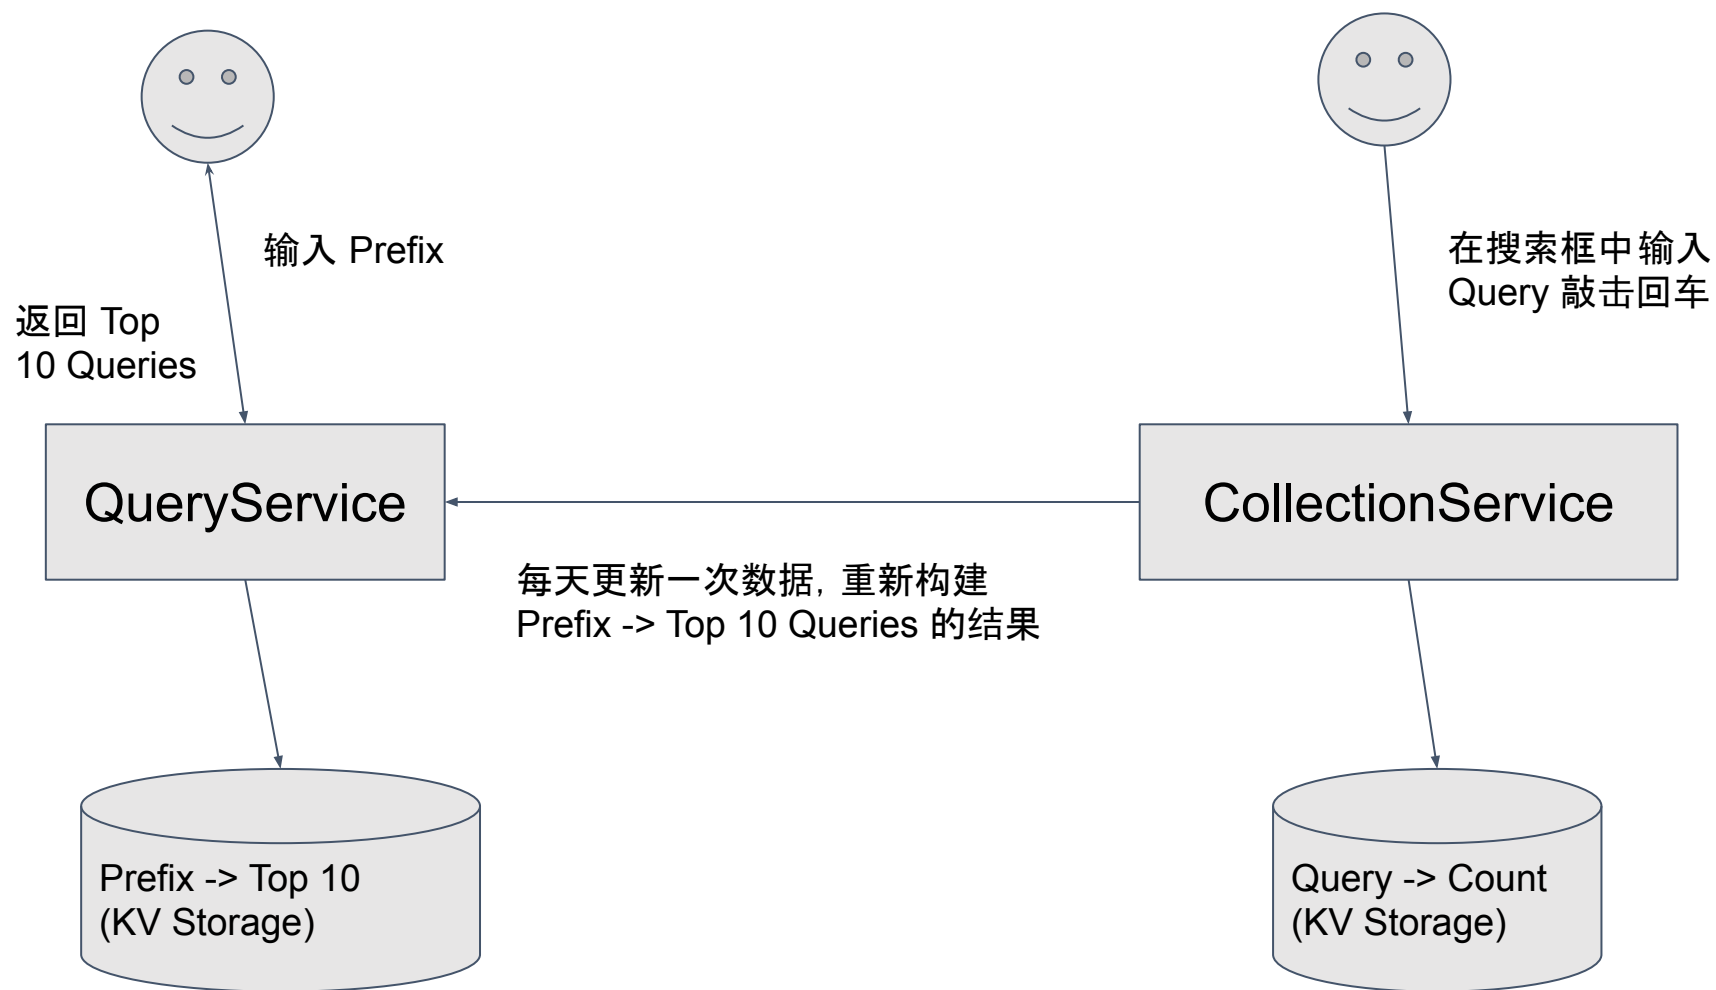 输入 Prefix
返回 Top
10 Queries
在搜索框中输入
Query 敲击回车
QueryService
CollectionService
每天更新一次数据，重新构建
Prefix -> Top 10 Queries 的结果
Prefix -> Top 10
(KV Storage)
Query -> Count
(KV Storage)